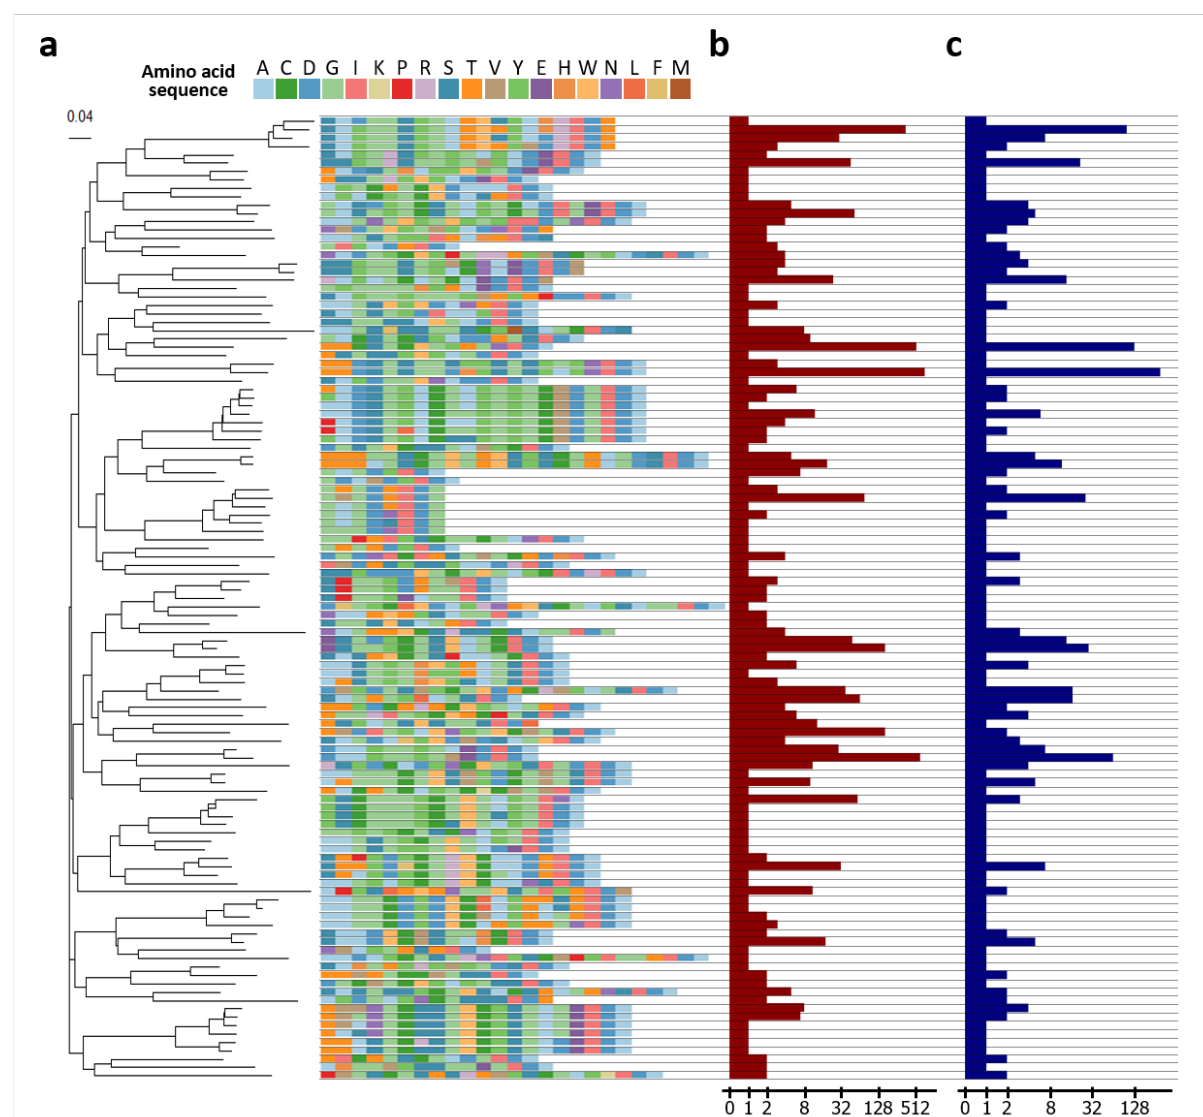 a
b
c
Amino acid
sequence
A C D G I K P R S T V Y E H W N L F M
0.04
0 1 2 8 32 128 512
0 1 2 8 32 128